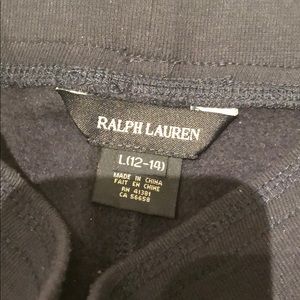 RALPH LAUREN
L(12-14)
MADE IN CHINA
FAIT EN CHINE
RN 41381
CA 56658